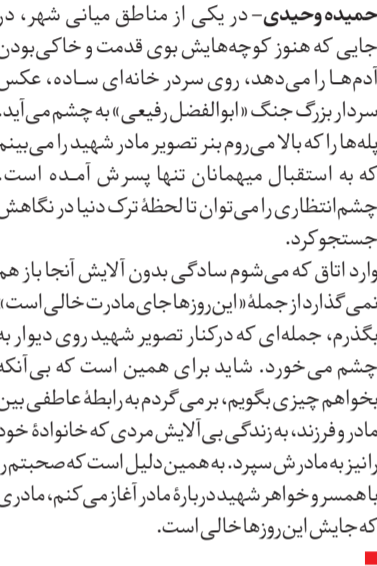 حمیده وحیدی– در یکی از مناطق میانی شهر، در
جایی که هنوز کوچه‌هایش بوی قدمت و خاکی‌بودن
آدم‌هـا را می‌دهد، روی سردر خانه‌ای سـاده، عکس
سردار بزرگ جنگ «ابوالفضل رفیعی» به چشم می‌آید.
پله‌ها را که بالا می‌روم بنر تصویر مادر شهید را می‌بینم
که به استقبال میهمانان تنها پسرش آمـده است.
چشم‌انتظاری را می‌توان تا لحظهٔ ترک دنیا در نگاهش
جستجو کرد.
وارد اتاق که می‌شوم سادگی بدون آلایش آنجا باز هم
نمی‌گذارد از جملهٔ «این روزها جای مادرت خالی است»
بگذرم، جمله‌ای که درکنار تصویر شهید روی دیوار به
چشم می‌خورد. شاید برای همین است که بی‌آنکه
بخواهم چیزی بگویم، برمی‌گردم به رابطهٔ عاطفی بین
مادر و فرزند، به زندگی بی‌آلایش مردی که خانوادهٔ خود
را نیز به مادرش سپرد. به همین دلیل است که صحبتم را
با همسر و خواهر شهید دربارهٔ مادر آغاز می‌کنم، مادری
که جایش این روزها خالی است.